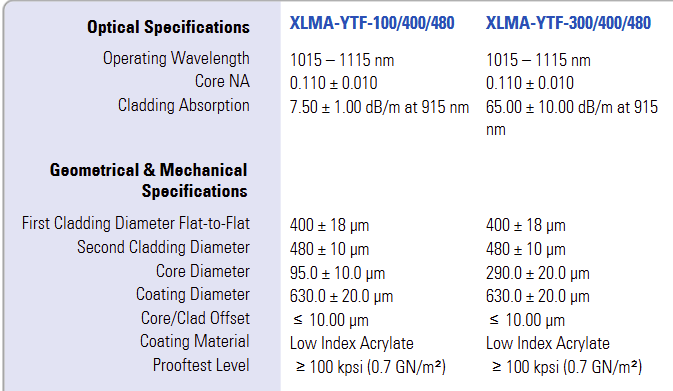 Optical Specifications XLMA-YTF-100/400/480 XLMA-YTF-300/400/480
Operating Wavelength 1015 – 1115 nm 1015 – 1115 nm
Core NA 0.110 ± 0.010 0.110 ± 0.010
Cladding Absorption 7.50 ± 1.00 dB/m at 915 nm 65.00 ± 10.00 dB/m at 915
nm
Geometrical & Mechanical
Specifications
First Cladding Diameter Flat-to-Flat 400 ± 18 µm 400 ± 18 µm
Second Cladding Diameter 480 ± 10 µm 480 ± 10 µm
Core Diameter 95.0 ± 10.0 µm 290.0 ± 20.0 µm
Coating Diameter 630.0 ± 20.0 µm 630.0 ± 20.0 µm
Core/Clad Offset ≤ 10.00 µm ≤ 10.00 µm
Coating Material Low Index Acrylate Low Index Acrylate
Prooftest Level ≥ 100 kpsi (0.7 GN/m²) ≥ 100 kpsi (0.7 GN/m²)